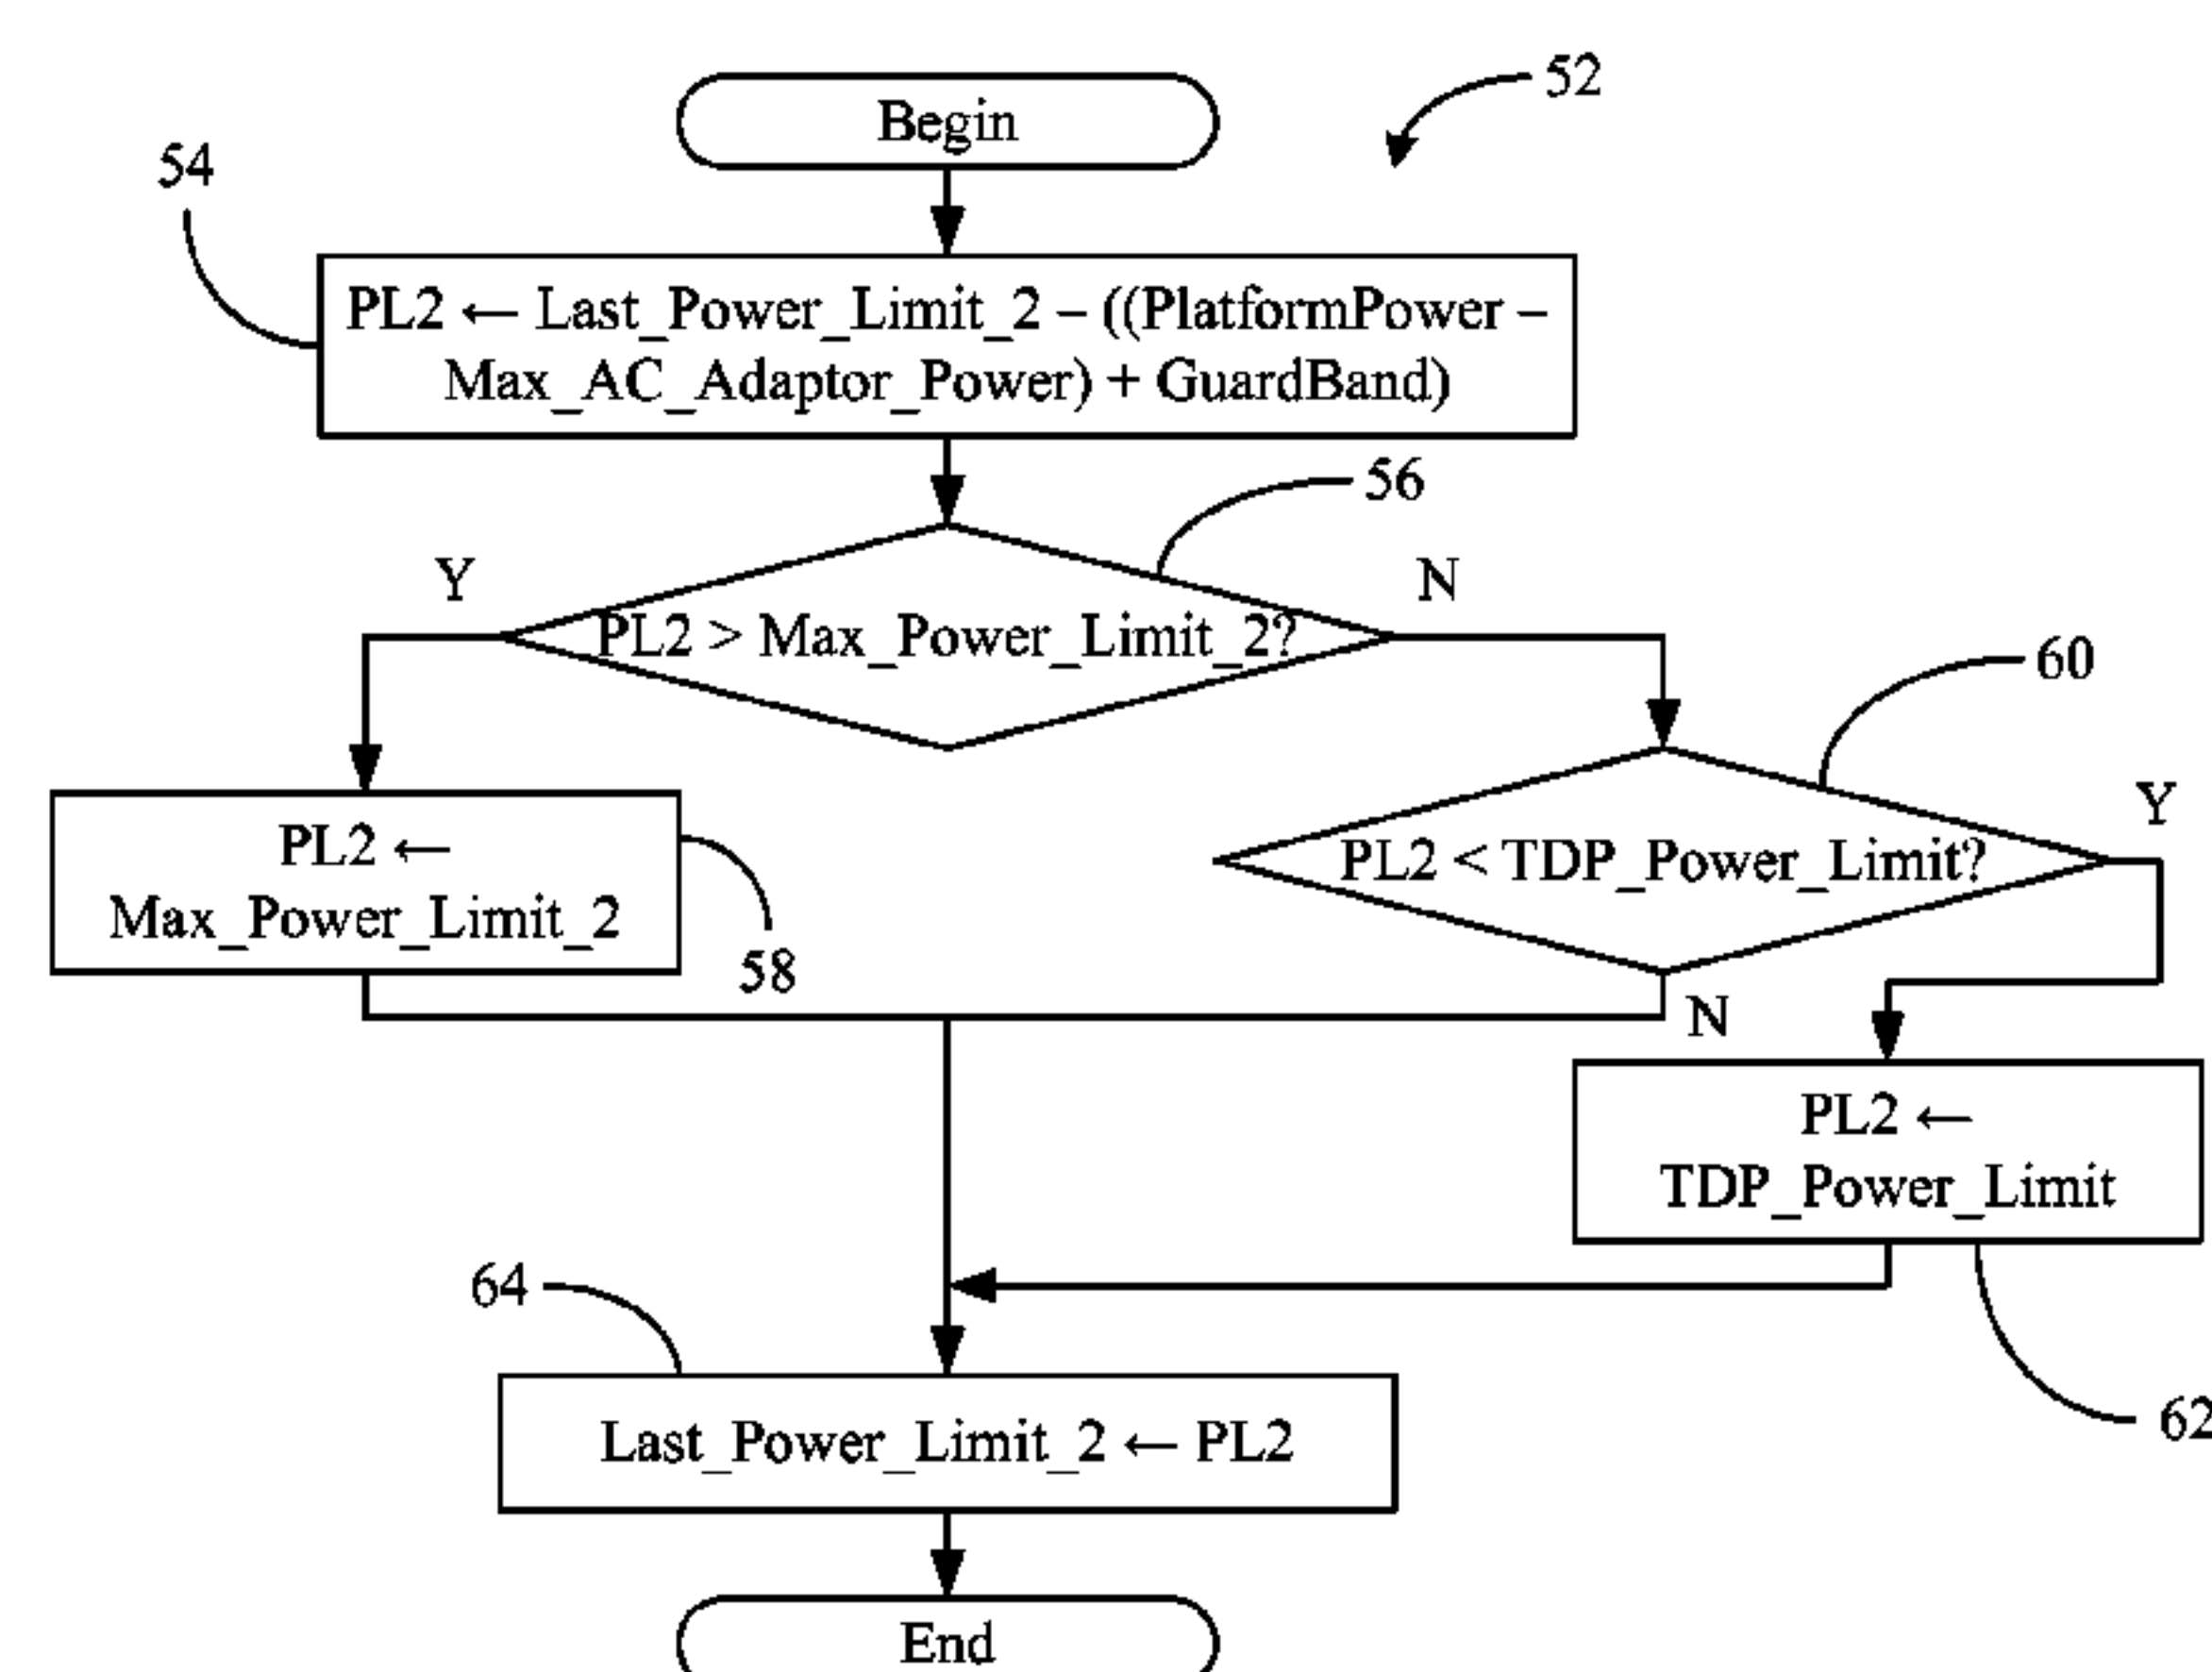 Begin
52
54
PL2 ← Last_Power_Limit_2 – ((PlatformPower –
Max_AC_Adaptor_Power) + GuardBand)
56
Y
N
PL2 > Max_Power_Limit_2?
60
Y
PL2 ←
Max_Power_Limit_2
58
PL2 < TDP_Power_Limit?
N
PL2 ←
TDP_Power_Limit
64
62
Last_Power_Limit_2 ← PL2
End